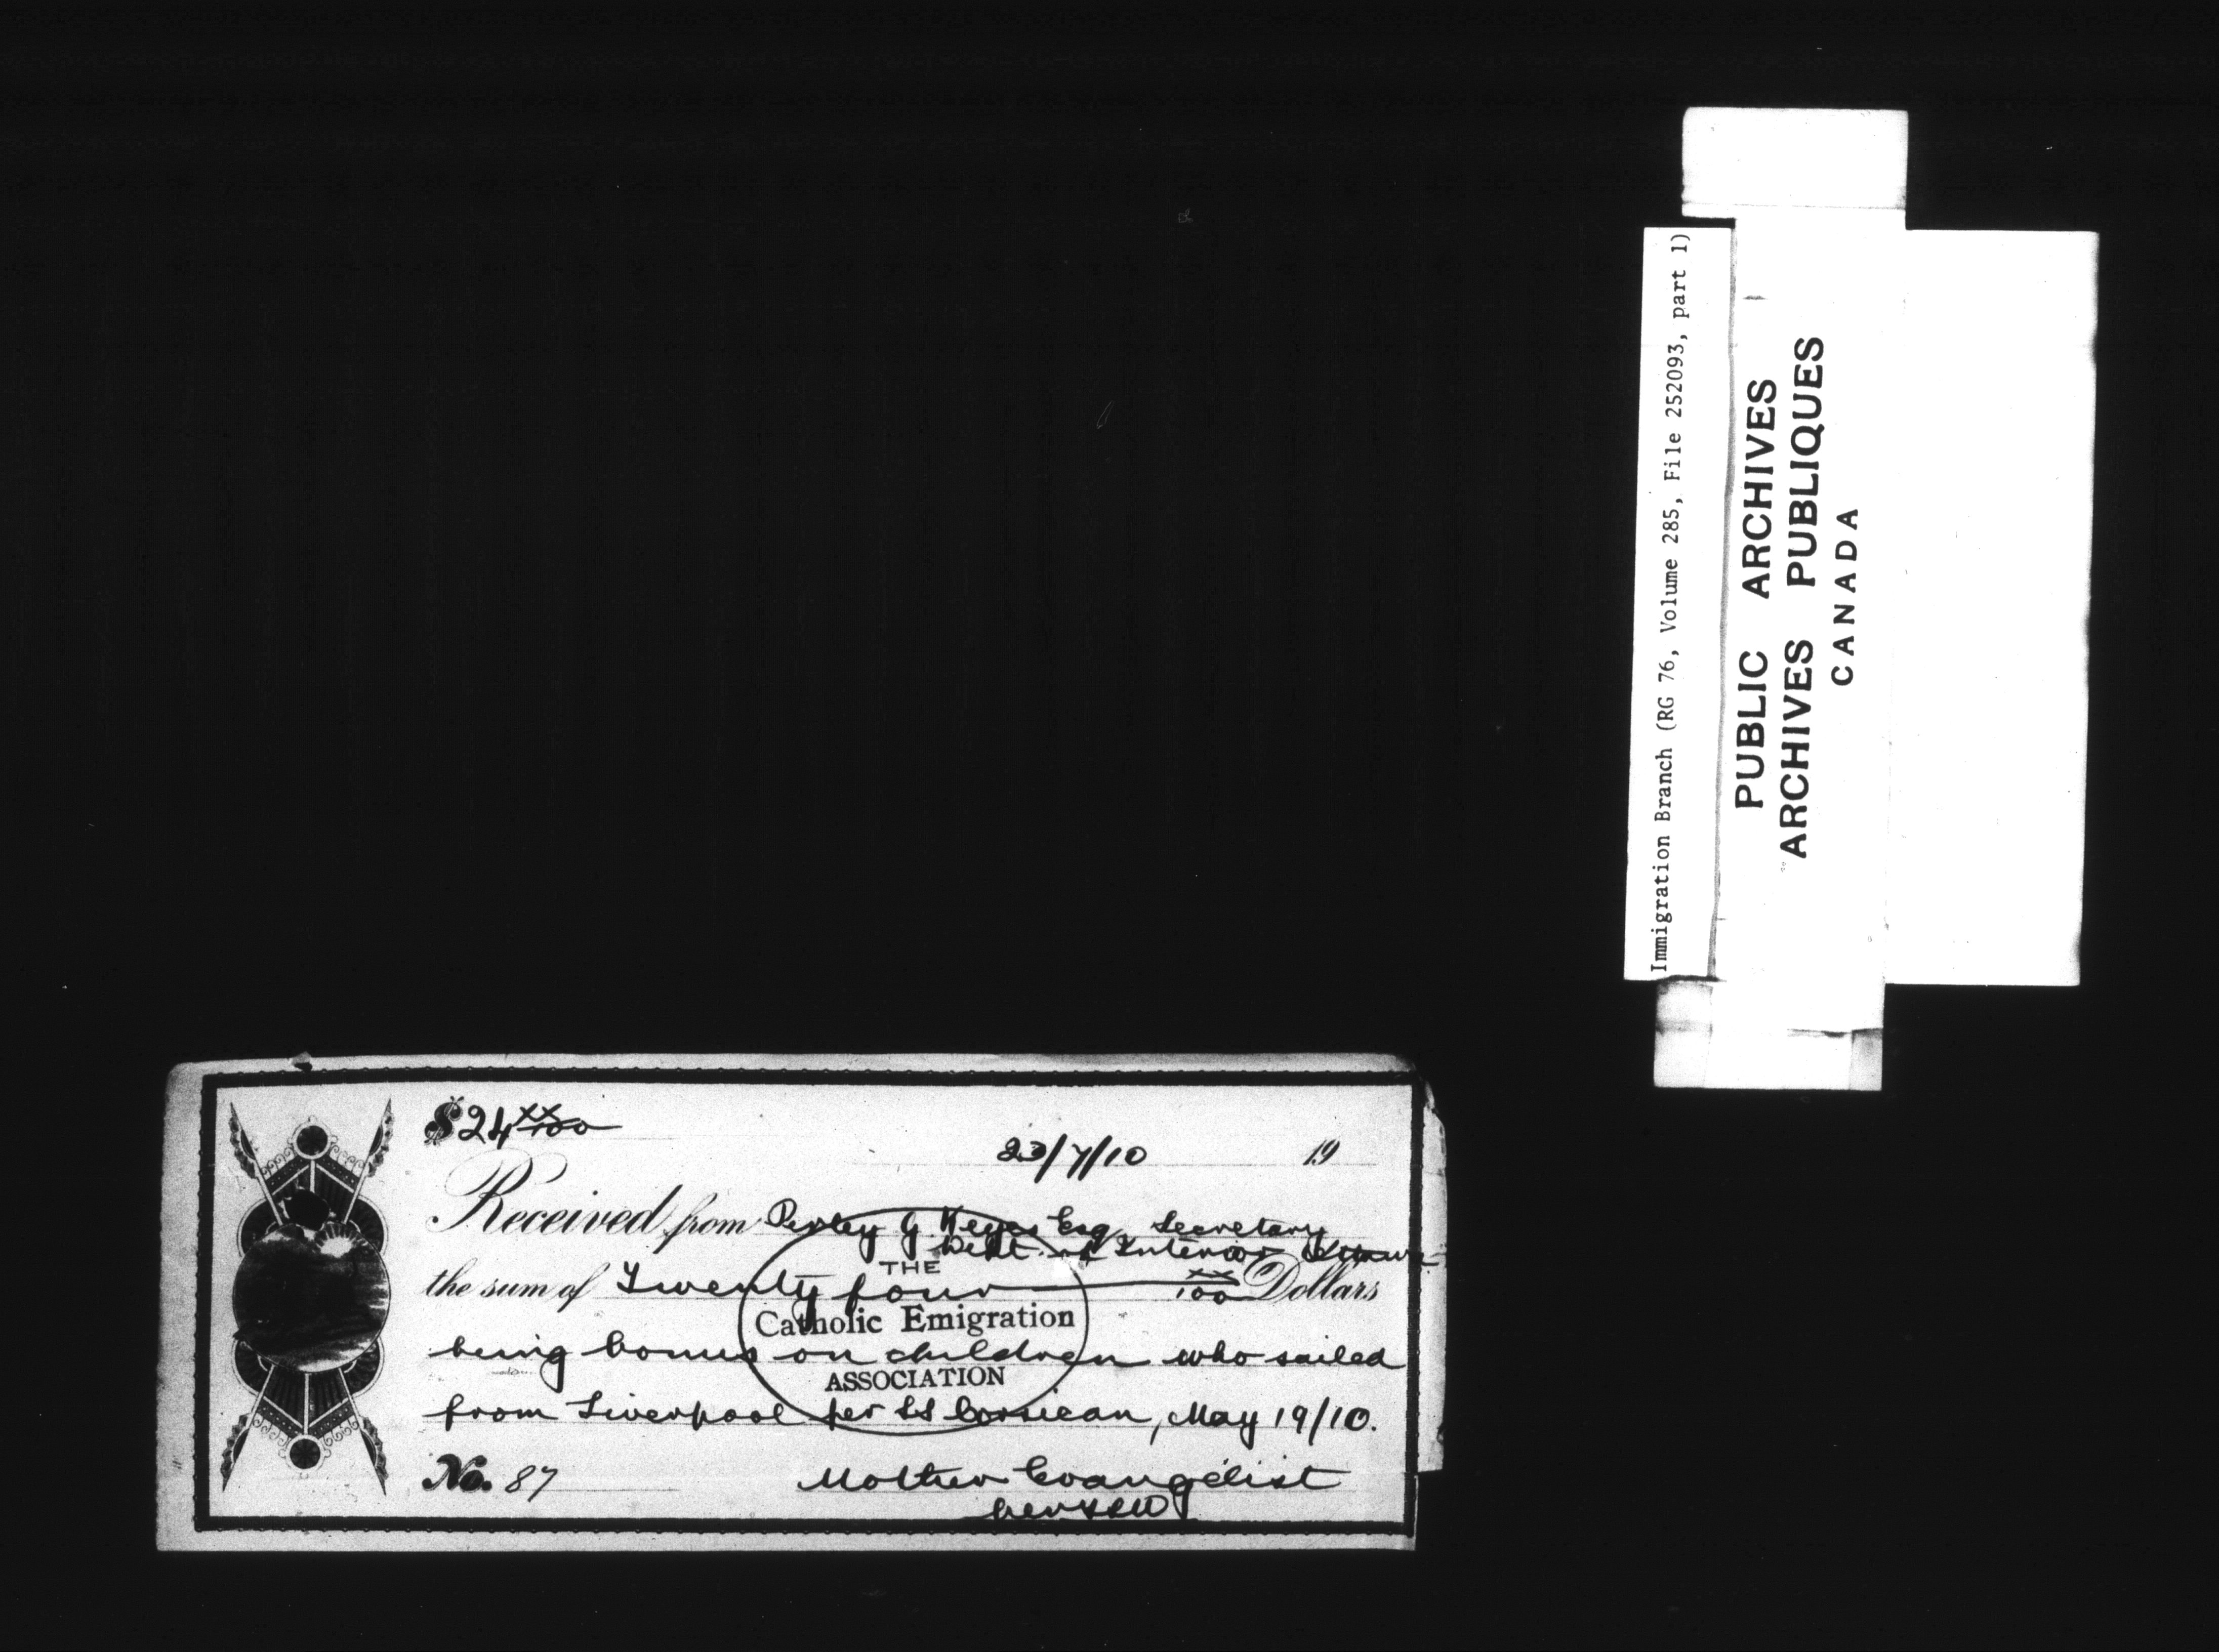 $24 xx/100
23/7/10 19
Received from Perley G. Keyes Esq. Secretary
Dept. of Interior Ottawa
the sum of Twenty four xx/100 Dollars
being bonus on children who sailed
from Liverpool per SS Corsican, May 19/10.
No. 87
Mother Evangelist
per
THE
Catholic Emigration
ASSOCIATION
Immigration Branch (RG 76, Volume 285, File 252093, part 1)
PUBLIC ARCHIVES
ARCHIVES PUBLIQUES
CANADA